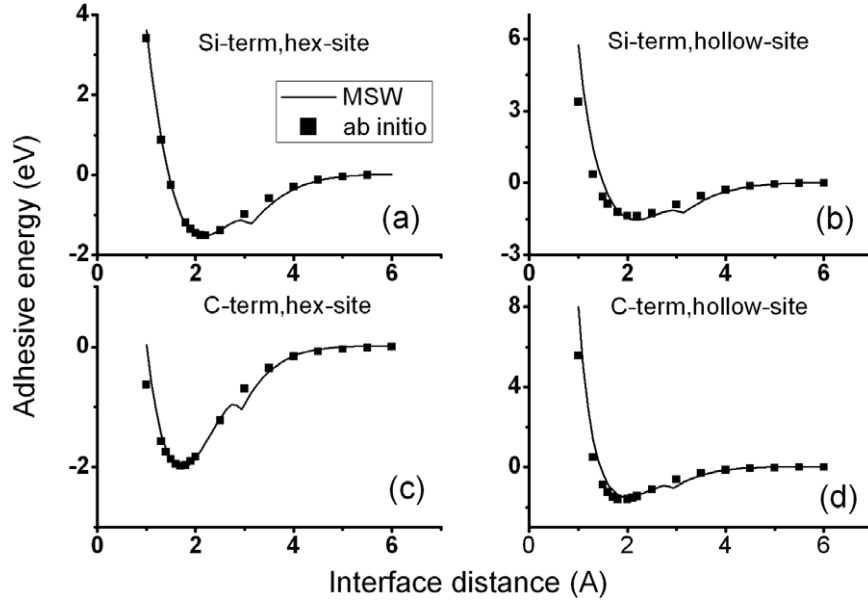 Adhesive energy (eV)
4
2
0
-2
Si-term,hex-site
MSW
ab initio
(a)
0 2 4 6
6
3
0
-3
Si-term,hollow-site
(b)
0 2 4 6
0
-2
C-term,hex-site
(c)
0 2 4 6
8
4
0
C-term,hollow-site
(d)
0 2 4 6
Interface distance (A)